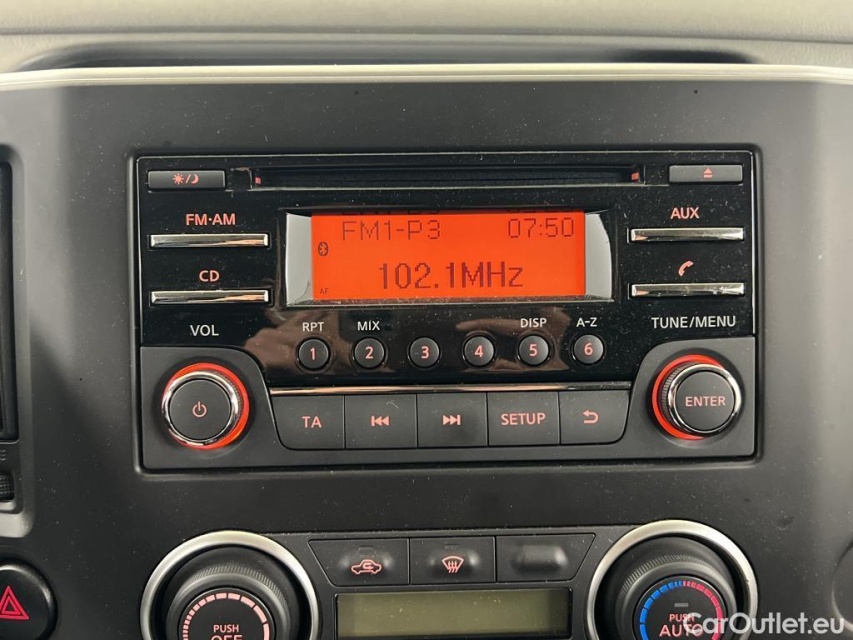 FM·AM
AUX
FM1-P3 07:50
102.1MHz
AF
CD
VOL
RPT MIX DISP A-Z
TUNE/MENU
1 2 3 4 5 6
TA SETUP
ENTER
PUSH
OFF
PUSH
AUTO
CarOutlet.eu